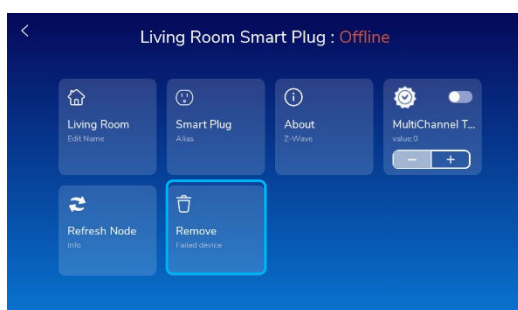 Living Room Smart Plug : Offline
Living Room
Edit Name
Smart Plug
Alias
About
Z-Wave
MultiChannel T...
value:0
Refresh Node
Info
Remove
Failed device